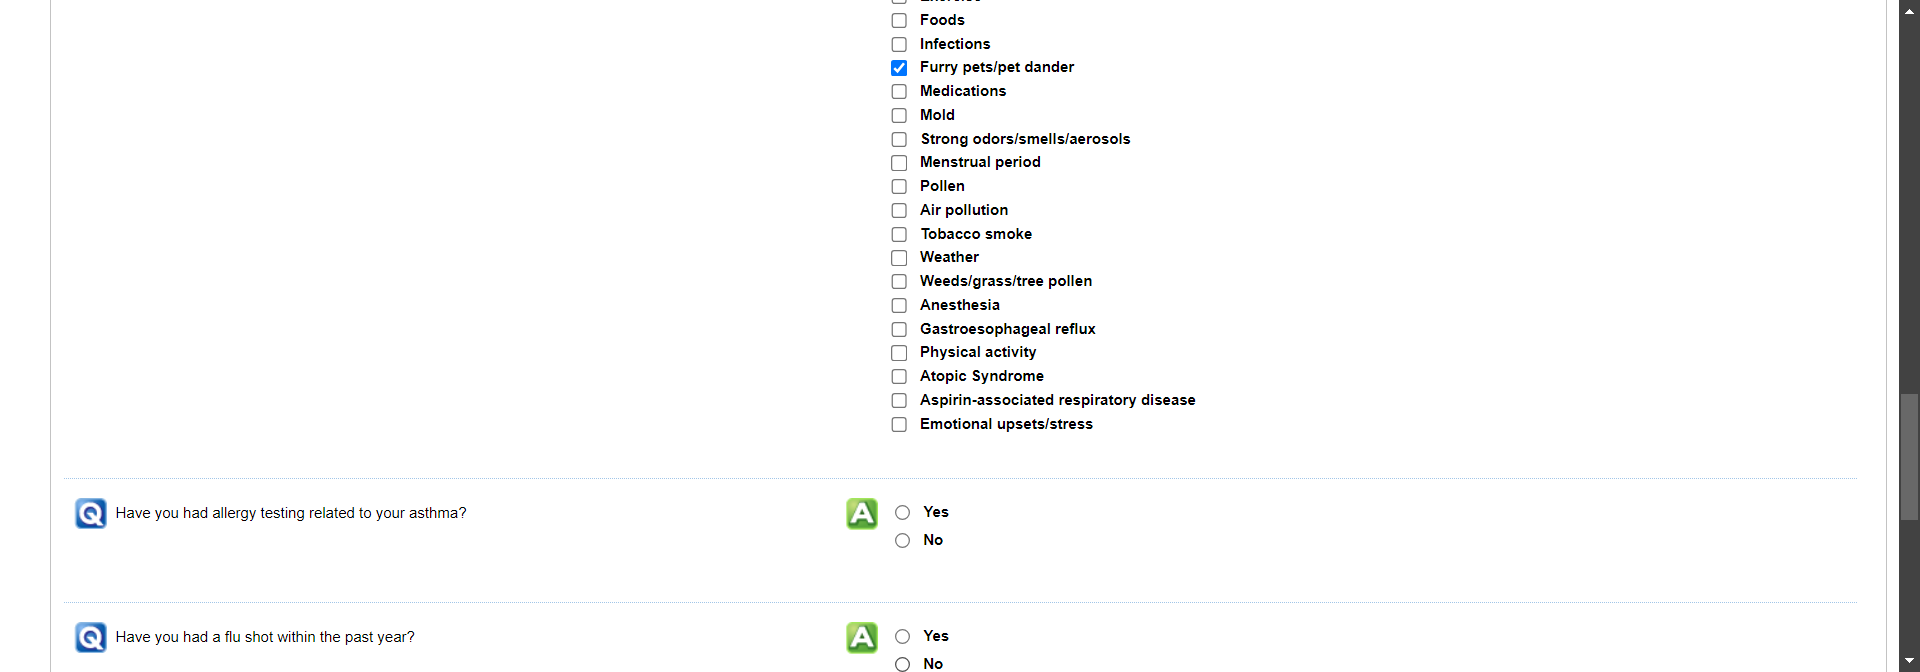 Foods
Infections
Furry pets/pet dander
Medications
Mold
Strong odors/smells/aerosols
Menstrual period
Pollen
Air pollution
Tobacco smoke
Weather
Weeds/grass/tree pollen
Anesthesia
Gastroesophageal reflux
Physical activity
Atopic Syndrome
Aspirin-associated respiratory disease
Emotional upsets/stress
Q Have you had allergy testing related to your asthma? A Yes
No
Q Have you had a flu shot within the past year? A Yes
No